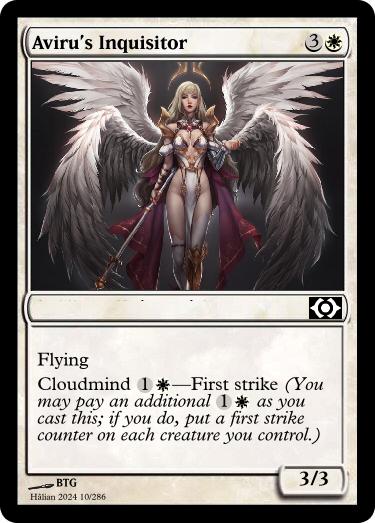 Aviru's Inquisitor 3
Flying
Cloudmind 1 —First strike (You
may pay an additional 1 as you
cast this; if you do, put a first strike
counter on each creature you control.)
3/3
BTG
Hålian 2024 10/286